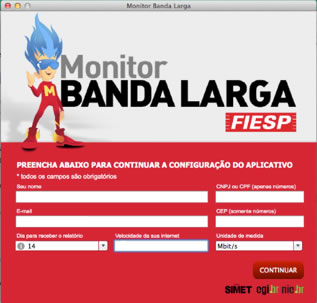 Monitor Banda Larga
Monitor
BANDA LARGA
FIESP
PREENCHA ABAIXO PARA CONTINUAR A CONFIGURAÇÃO DO APLICATIVO
* todos os campos são obrigatórios
Seu nome
CNPJ ou CPF (apenas números)
E-mail
CEP (somente números)
Dia para receber o relatório
Velocidade da sua internet
Unidade de medida
14
Mbit/s
CONTINUAR
SIMET cgi.br nic.br